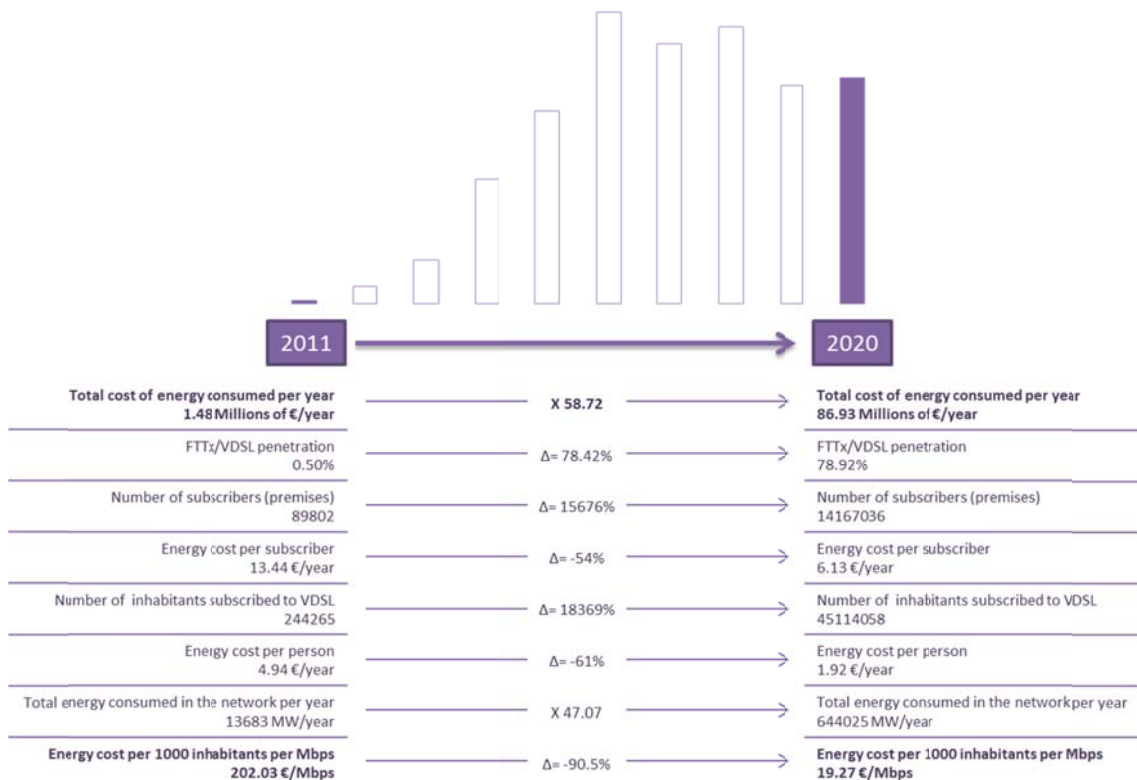 2011
2020
Total cost of energy consumed per year
1.48 Millions of €/year
X 58.72
Total cost of energy consumed per year
86.93 Millions of €/year
FTTx/VDSL penetration
0.50%
Δ= 78.42%
FTTx/VDSL penetration
78.92%
Number of subscribers (premises)
89802
Δ= 15676%
Number of subscribers (premises)
14167036
Energy cost per subscriber
13.44 €/year
Δ= -54%
Energy cost per subscriber
6.13 €/year
Number of inhabitants subscribed to VDSL
244265
Δ= 18369%
Number of inhabitants subscribed to VDSL
45114058
Energy cost per person
4.94 €/year
Δ= -61%
Energy cost per person
1.92 €/year
Total energy consumed in the network per year
13683 MW/year
X 47.07
Total energy consumed in the network per year
644025 MW/year
Energy cost per 1000 inhabitants per Mbps
202.03 €/Mbps
Δ= -90.5%
Energy cost per 1000 inhabitants per Mbps
19.27 €/Mbps